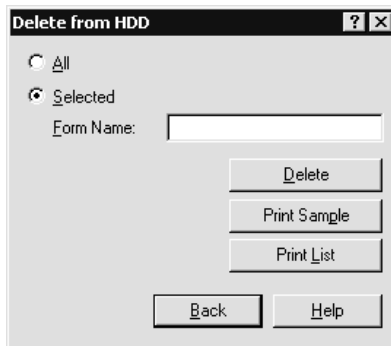 Delete from HDD
All
Selected
Form Name:
Delete
Print Sample
Print List
Back Help